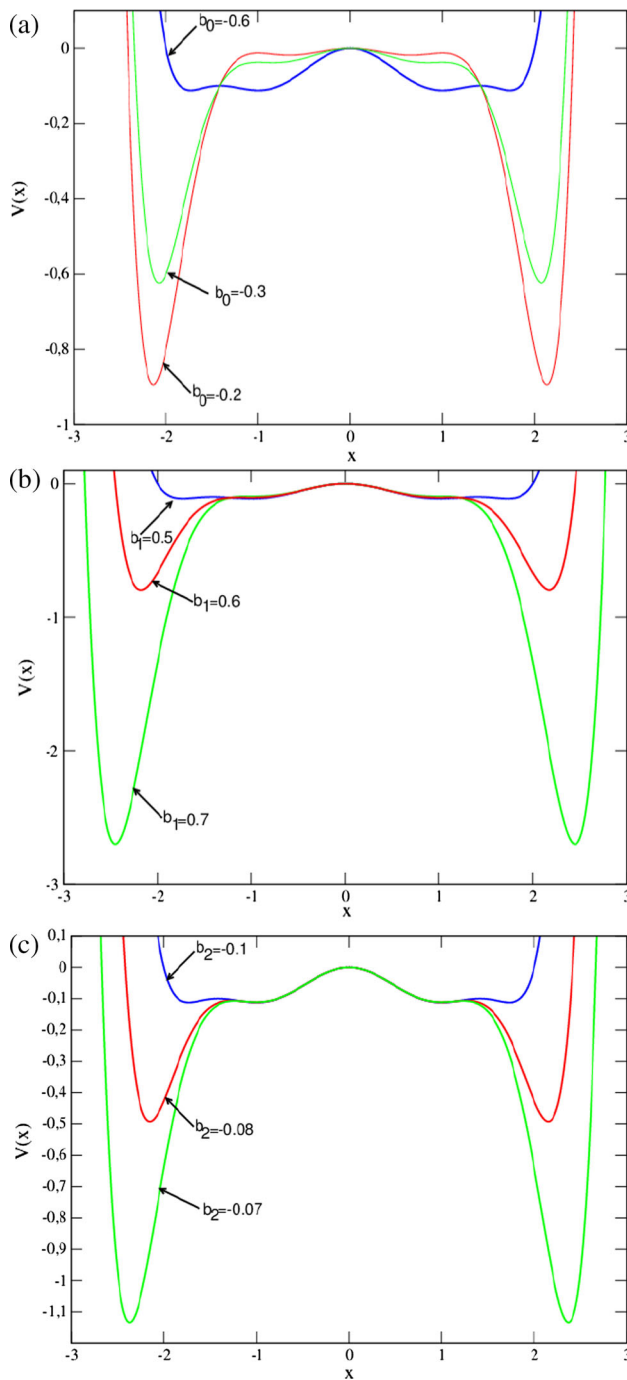 (a)
b0=-0.6
0
-0,2
-0,4
V(x)
b0=-0.3
-0,6
-0,8
b0=-0.2
-1
-3 -2 -1 0 1 2 3
x
(b)
0
b1=0.5
b1=0.6
-1
V(x)
-2
b1=0.7
-3
-3 -2 -1 0 1 2 3
x
(c)
0,1
b2=-0.1
0
-0,1
-0,2
-0,3
-0,4
-0,5
b2=-0.08
V(x)
-0,6
-0,7
b2=-0.07
-0,8
-0,9
-1
-1,1
-3 -2 -1 0 1 2 3
x